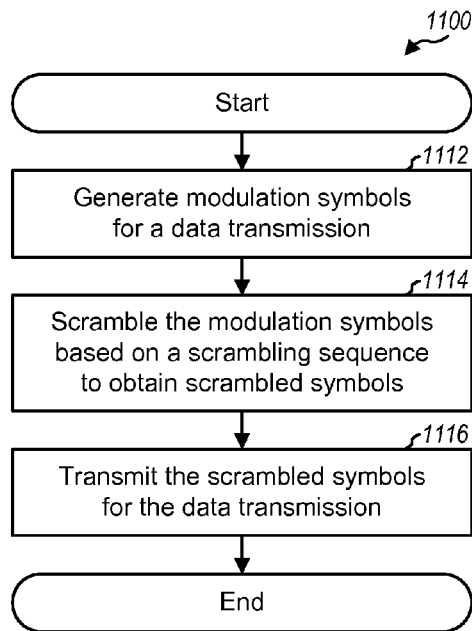 1100
Start
1112
Generate modulation symbols
for a data transmission
1114
Scramble the modulation symbols
based on a scrambling sequence
to obtain scrambled symbols
1116
Transmit the scrambled symbols
for the data transmission
End